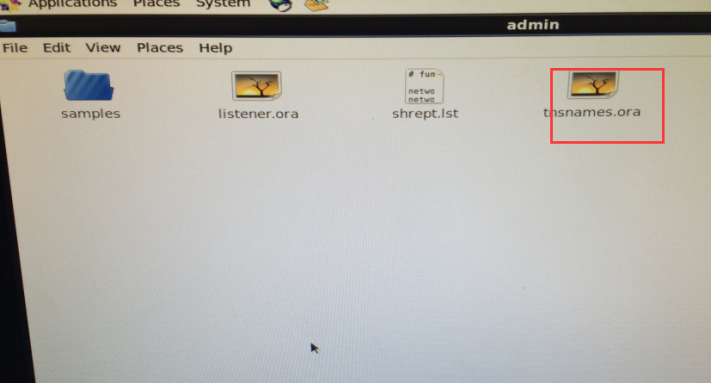 Applications Places System
admin
File Edit View Places Help
# fun
netwo
netwo
samples
listener.ora
shrept.lst
tnsnames.ora